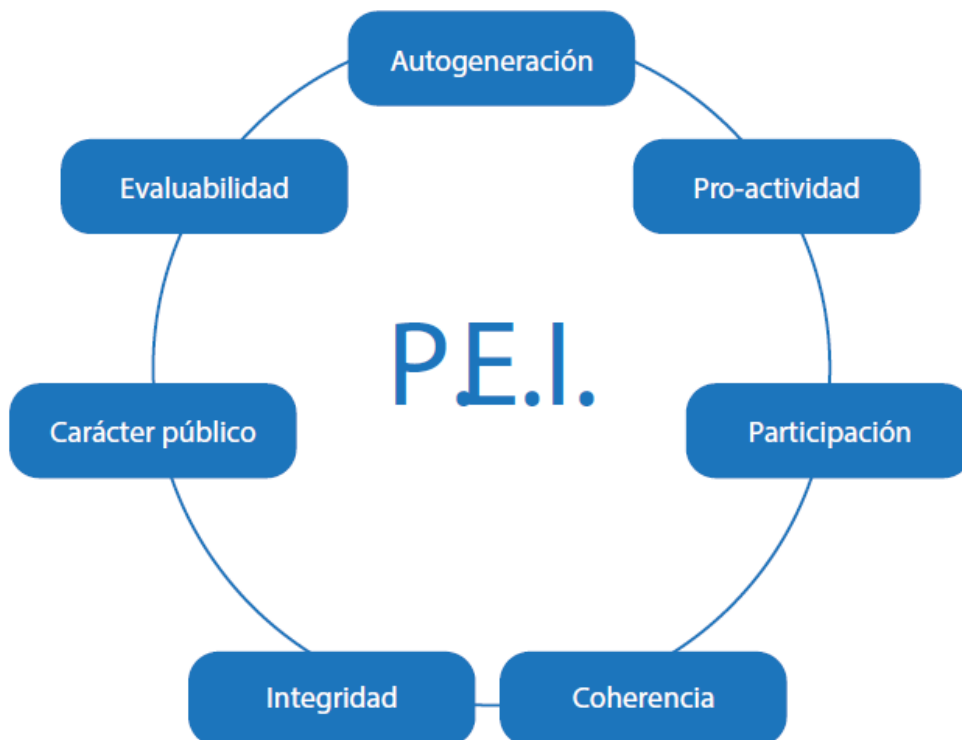 Autogeneración
Pro-actividad
Participación
Coherencia
Integridad
Carácter público
Evaluabilidad
P.E.I.